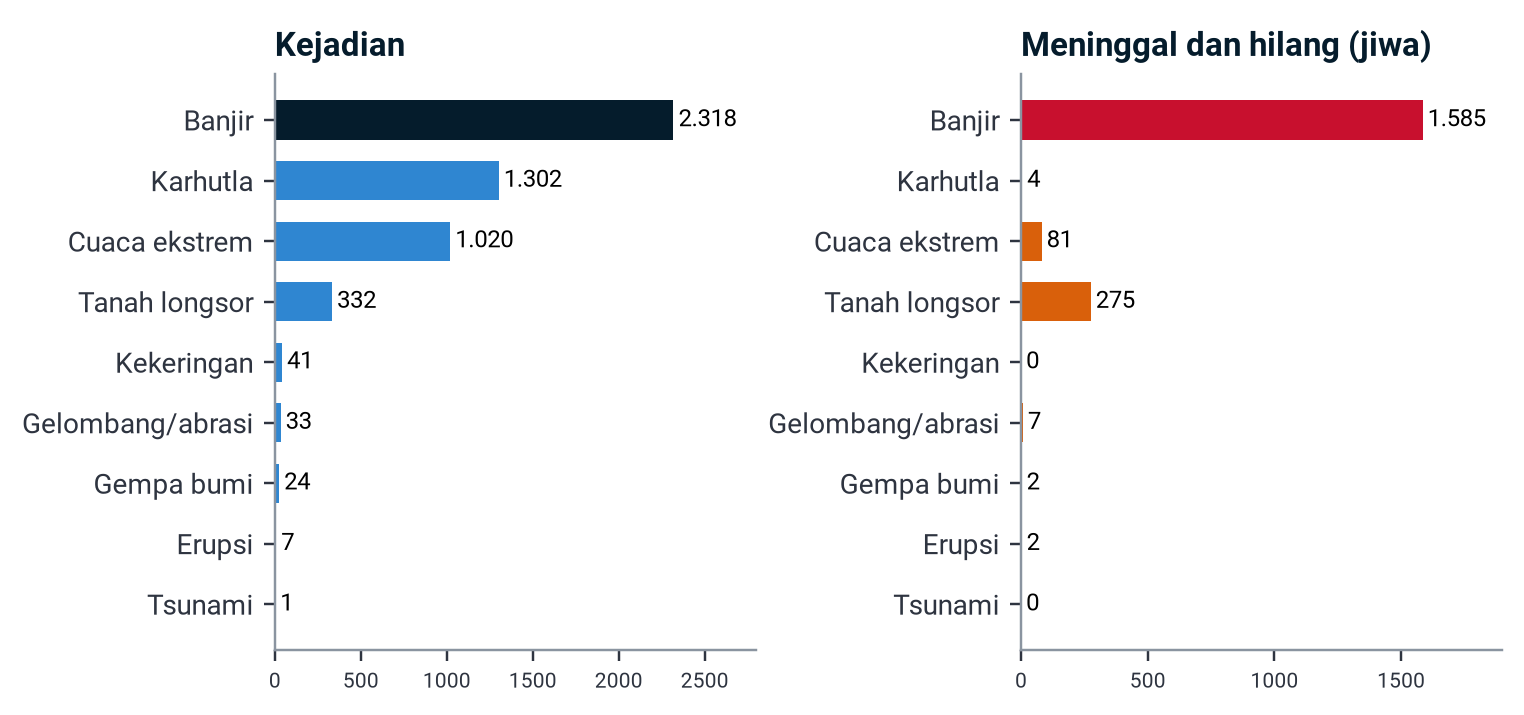 Kejadian
Banjir 2.318
Karhutla 1.302
Cuaca ekstrem 1.020
Tanah longsor 332
Kekeringan 41
Gelombang/abrasi 33
Gempa bumi 24
Erupsi 7
Tsunami 1
0 500 1000 1500 2000 2500
Meninggal dan hilang (jiwa)
Banjir 1.585
Karhutla 4
Cuaca ekstrem 81
Tanah longsor 275
Kekeringan 0
Gelombang/abrasi 7
Gempa bumi 2
Erupsi 2
Tsunami 0
0 500 1000 1500